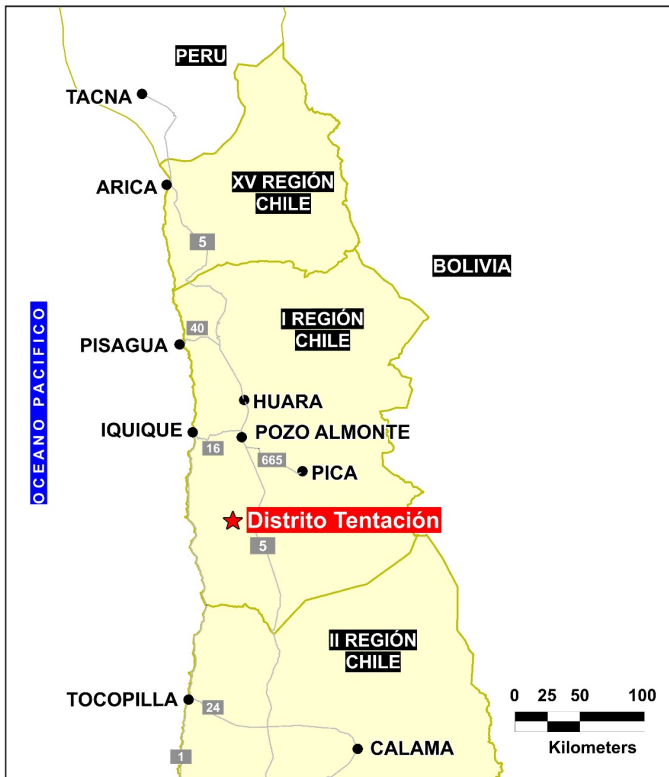 PERU
TACNA
ARICA
XV REGIÓN
CHILE
5
BOLIVIA
OCEANO PACIFICO
I REGIÓN
CHILE
40
PISAGUA
HUARA
IQUIQUE
POZO ALMONTE
16
665
PICA
Distrito Tentación
5
II REGIÓN
CHILE
TOCOPILLA
24
0 25 50 100
Kilometers
CALAMA
1